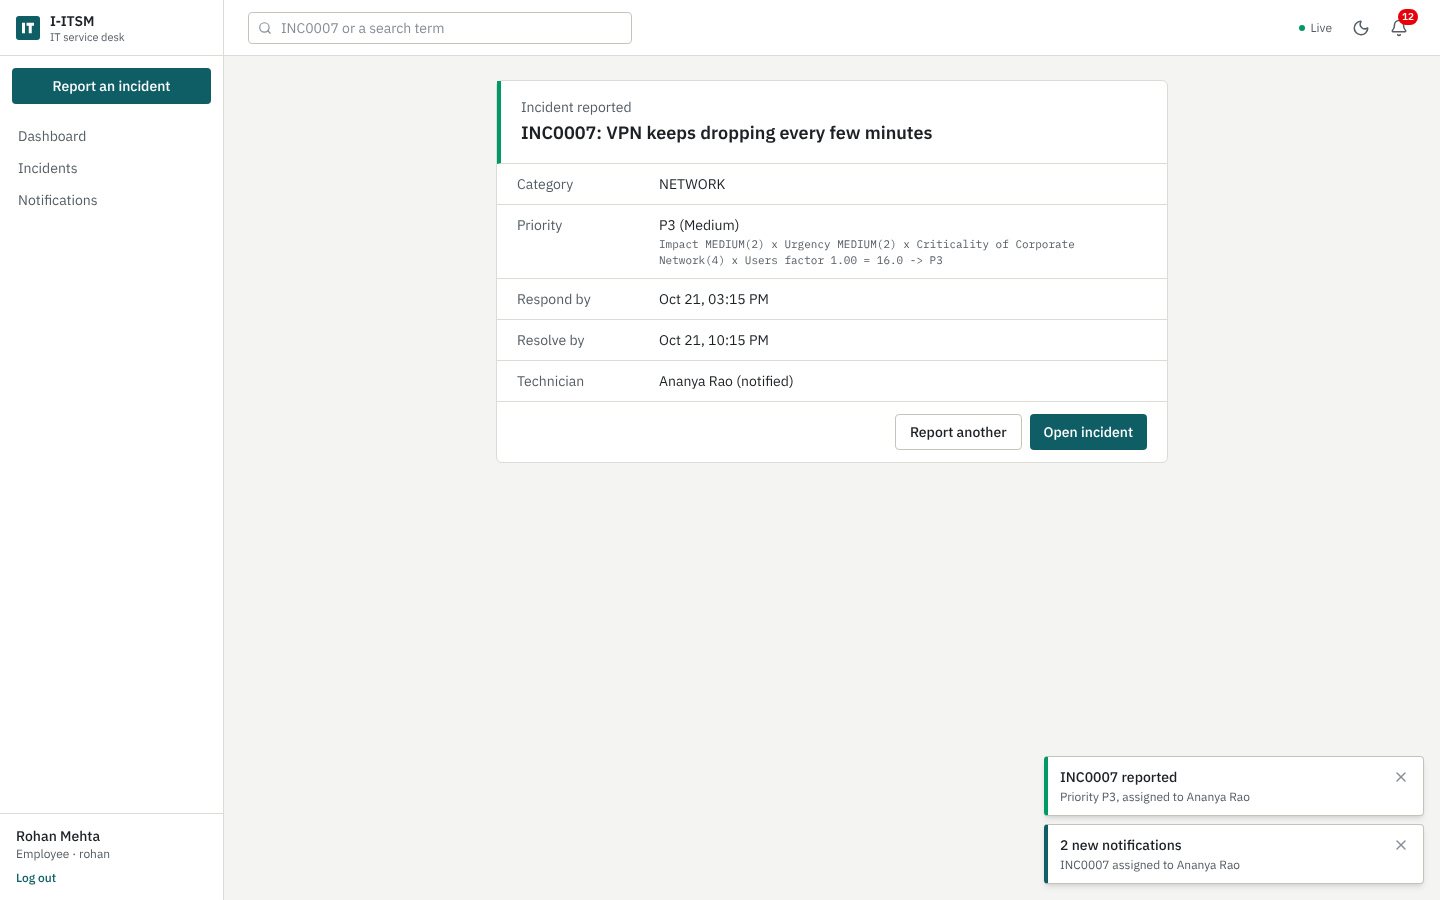 IT
I-ITSM
IT service desk
INC0007 or a search term
Live
12
Report an incident
Dashboard
Incidents
Notifications
Incident reported
INC0007: VPN keeps dropping every few minutes
Category
NETWORK
Priority
P3 (Medium)
Impact MEDIUM(2) x Urgency MEDIUM(2) x Criticality of Corporate
Network(4) x Users factor 1.00 = 16.0 -> P3
Respond by
Oct 21, 03:15 PM
Resolve by
Oct 21, 10:15 PM
Technician
Ananya Rao (notified)
Report another
Open incident
INC0007 reported
Priority P3, assigned to Ananya Rao
2 new notifications
INC0007 assigned to Ananya Rao
Rohan Mehta
Employee · rohan
Log out